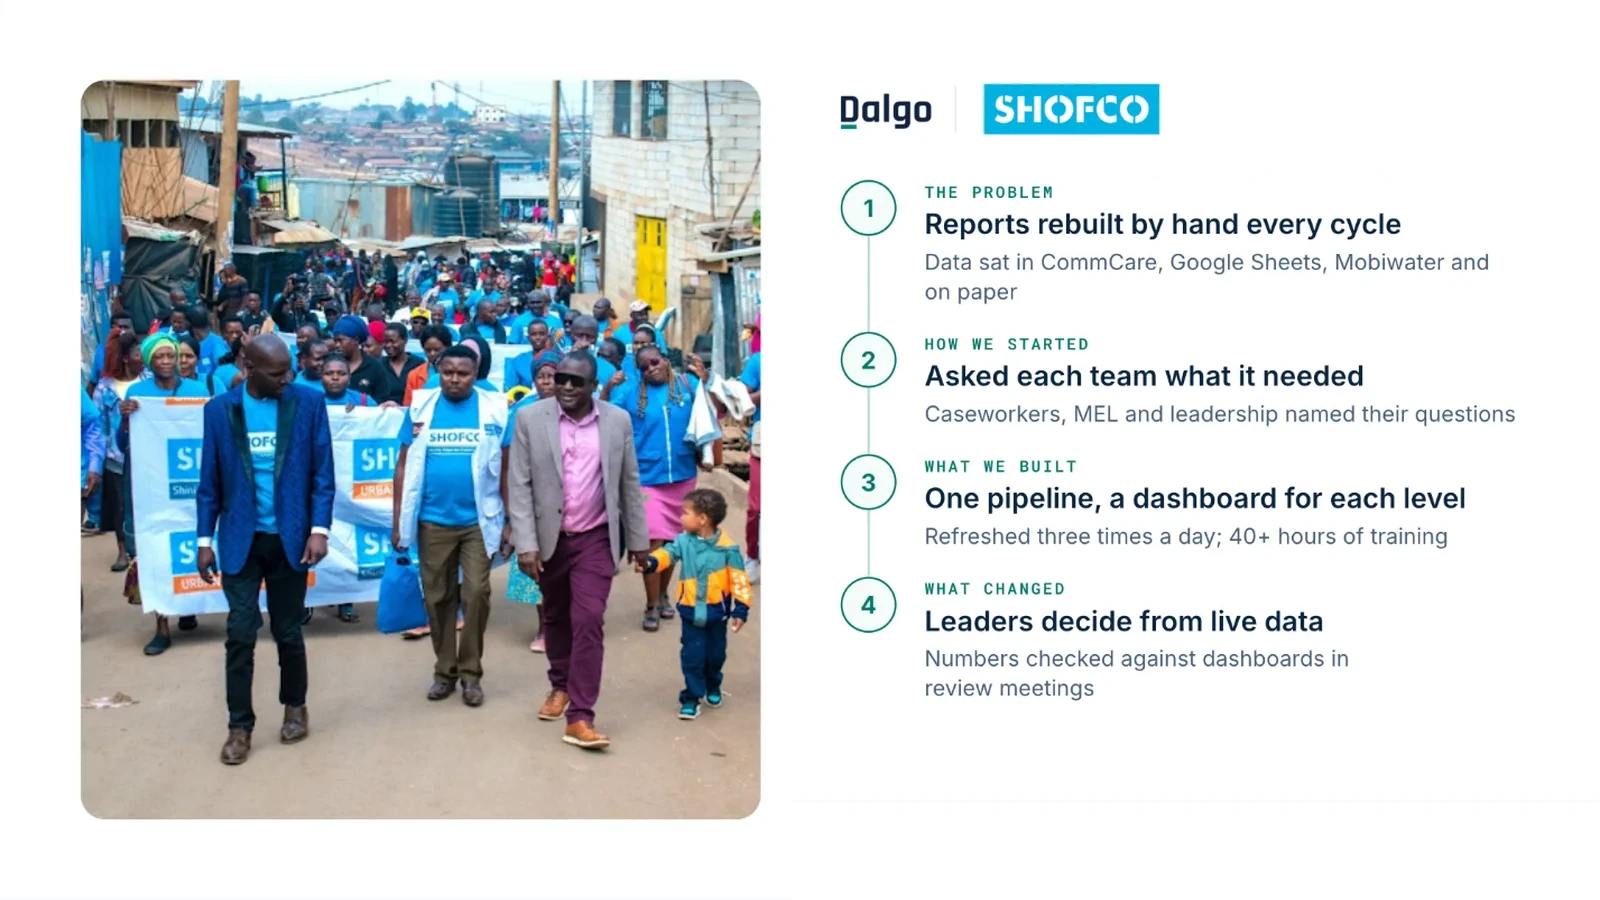 Dalgo
SHOFCO
1
THE PROBLEM
Reports rebuilt by hand every cycle
Data sat in CommCare, Google Sheets, Mobiwater and
on paper
2
HOW WE STARTED
Asked each team what it needed
Caseworkers, MEL and leadership named their questions
3
WHAT WE BUILT
One pipeline, a dashboard for each level
Refreshed three times a day; 40+ hours of training
4
WHAT CHANGED
Leaders decide from live data
Numbers checked against dashboards in
review meetings
SHOFCO